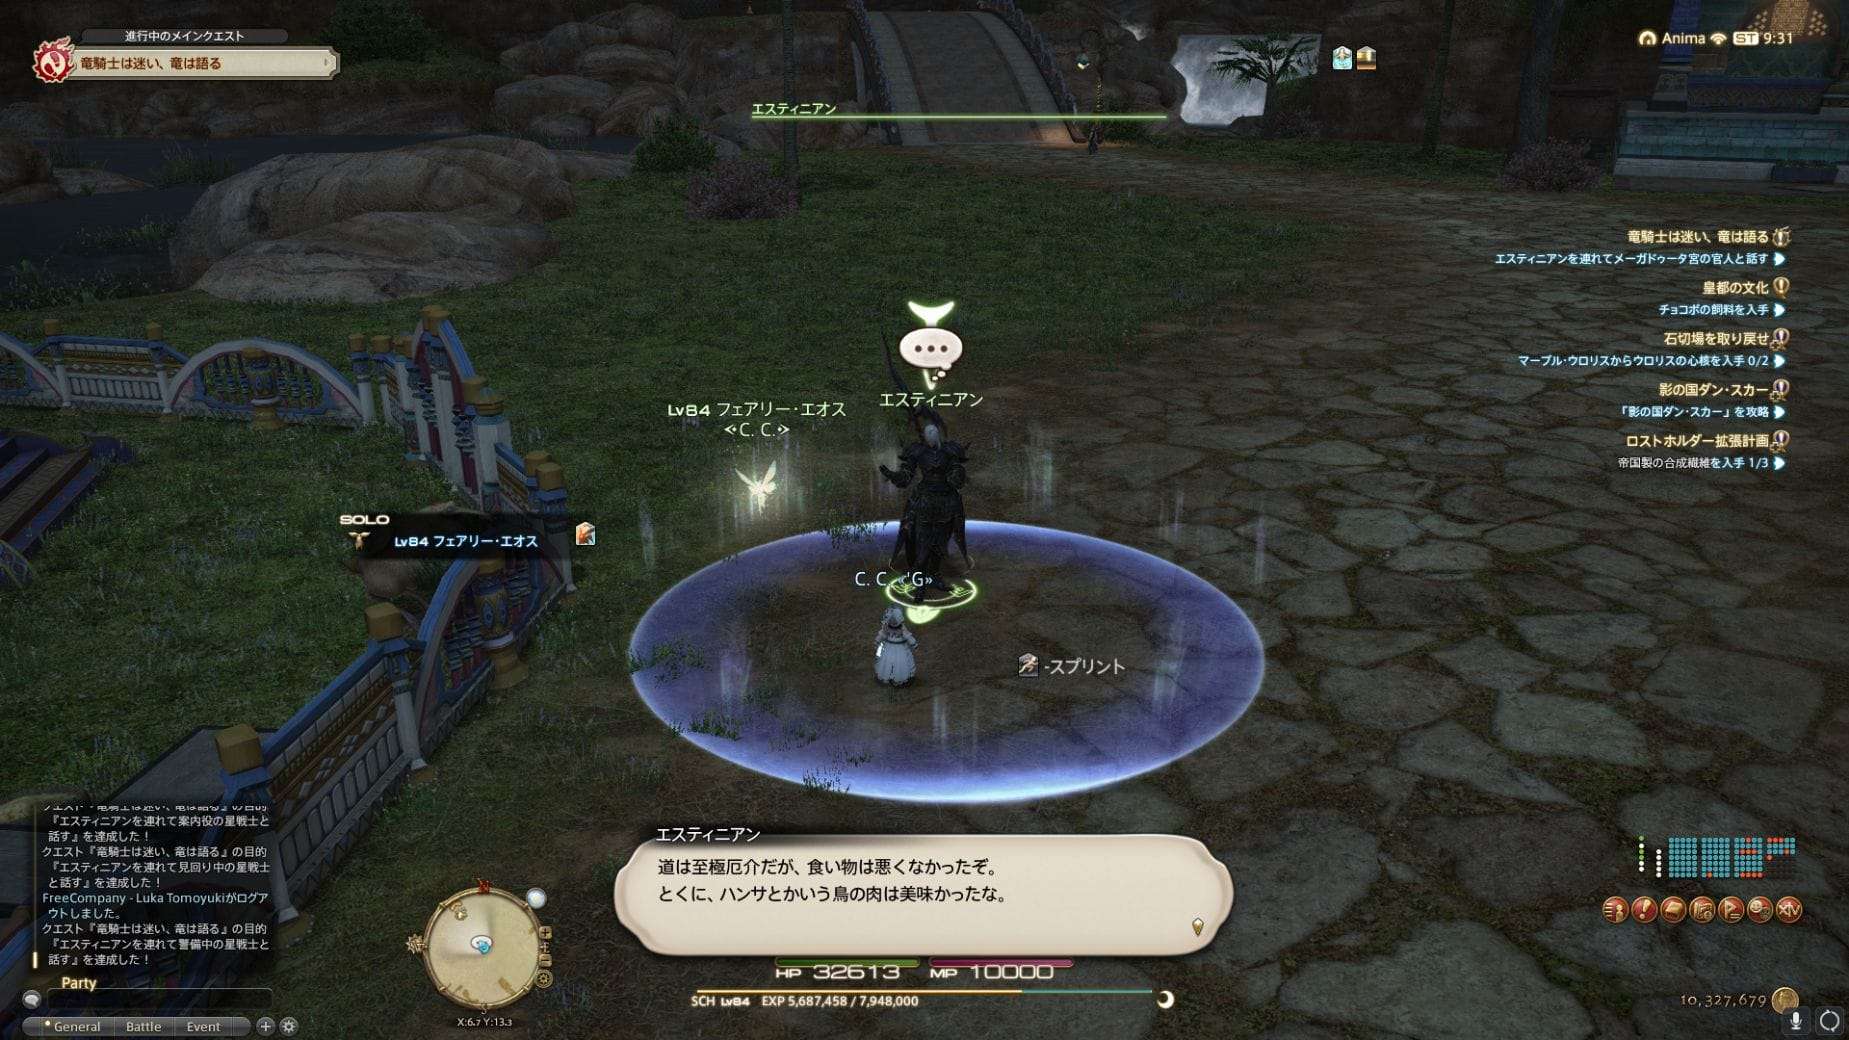 進行中のメインクエスト
竜騎士は迷い、竜は語る
Anima ST 9:31
エスティニアン
竜騎士は迷い、竜は語る
エスティニアンを連れてメーガドゥータ宮の官人と話す
皇都の文化
チョコボの飼料を入手
石切場を取り戻せ
マーブル・ウロリスからウロリスの心核を入手 0/2
影の国ダン・スカー
「影の国ダン・スカー」を攻略
ロストホルダー拡張計画
帝国製の合成繊維を入手 1/3
エスティニアン
Lv84 フェアリー・エオス
<C. C.>
SOLO
Lv84 フェアリー・エオス
C. C. «'G»
-スプリント
クエスト『竜騎士は迷い、竜は語る』の目的
『エスティニアンを連れて案内役の星戦士と
話す』を達成した！
クエスト『竜騎士は迷い、竜は語る』の目的
『エスティニアンを連れて見回り中の星戦士
と話す』を達成した！
FreeCompany - Luka Tomoyukiがログア
ウトしました。
クエスト『竜騎士は迷い、竜は語る』の目的
『エスティニアンを連れて警備中の星戦士と
話す』を達成した！
Party
General Battle Event
N
X:6.7 Y:13.3
エスティニアン
道は至極厄介だが、食い物は悪くなかったぞ。
とくに、ハンサとかいう鳥の肉は美味かったな。
HP 32613 MP 10000
SCH Lv84 EXP 5,687,458 / 7,948,000
XIV
10,327,679